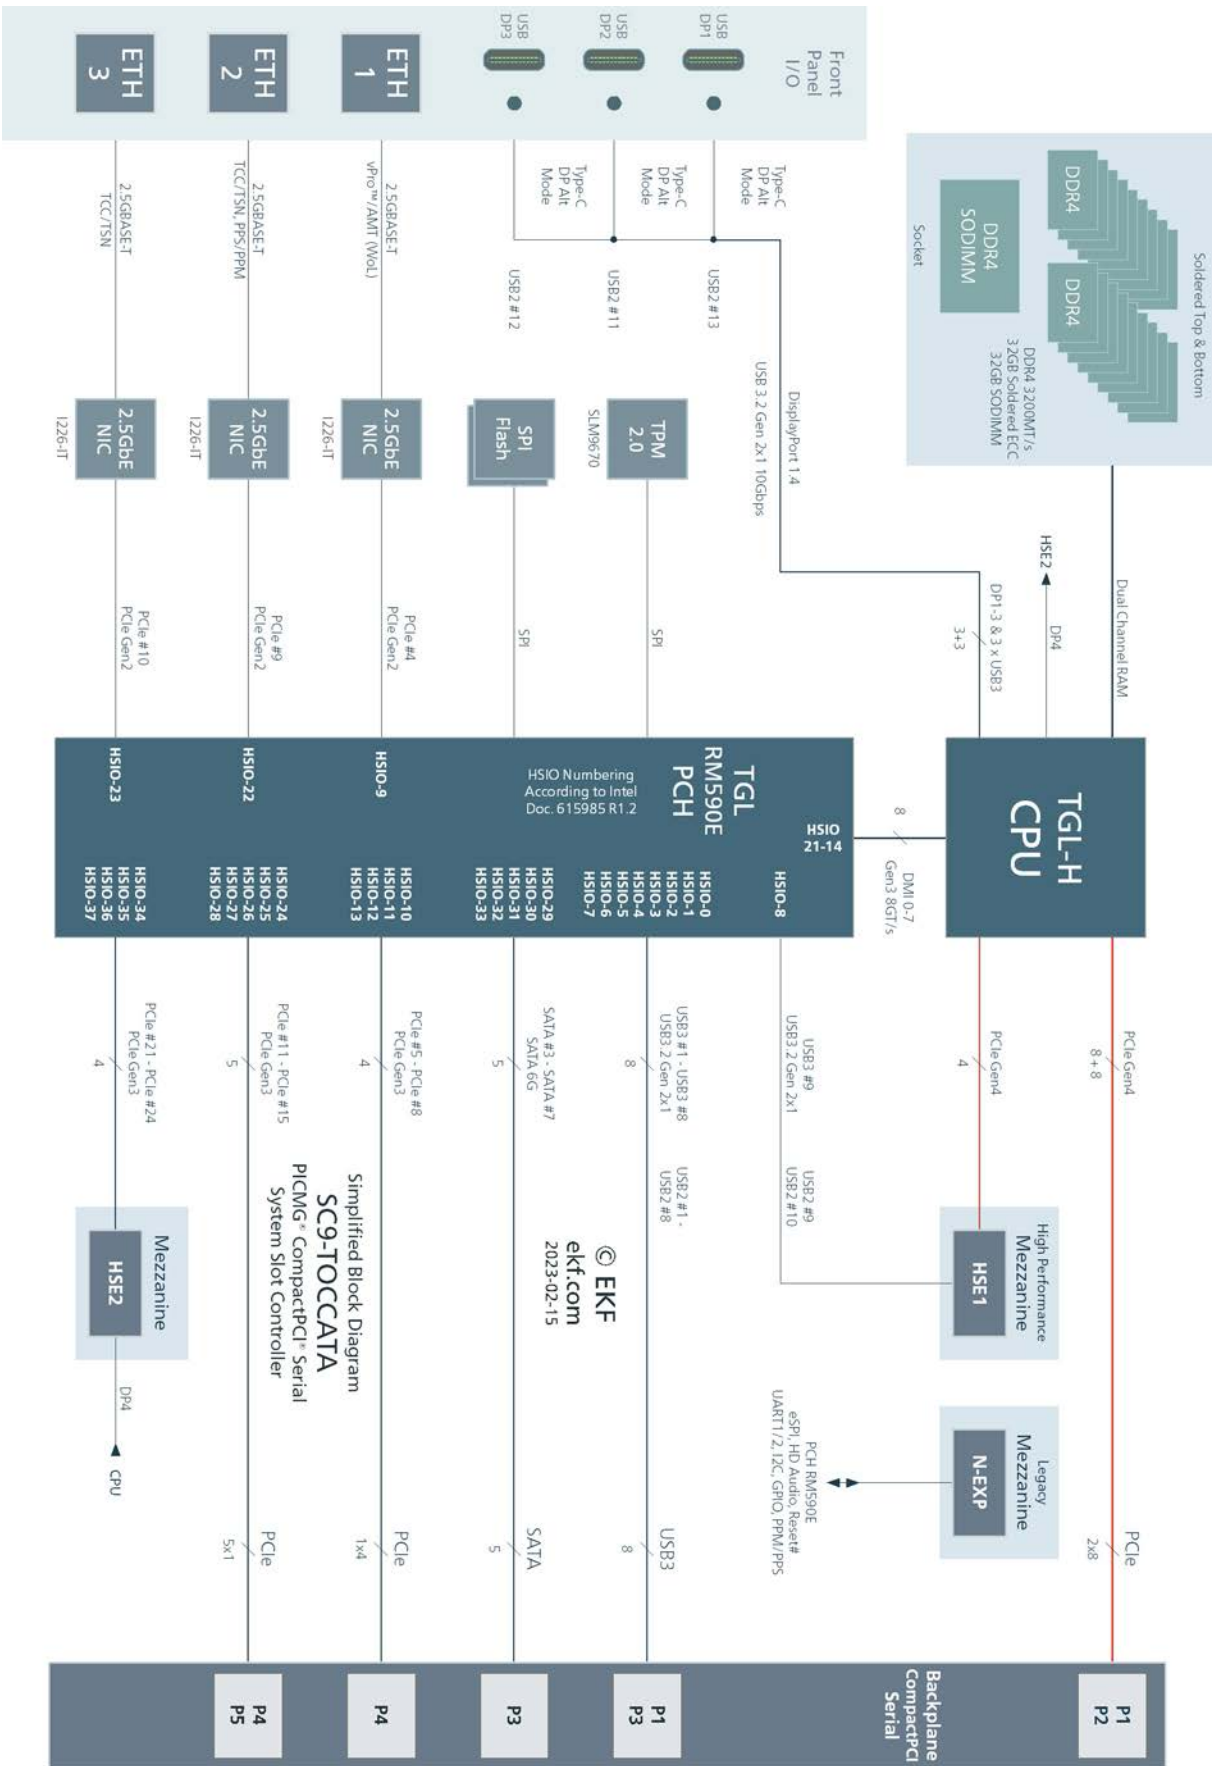 Front
Panel
I/O
USB
DP1
USB
DP2
USB
DP3
ETH
1
ETH
2
ETH
3
Type-C
DP Alt
Mode
Type-C
DP Alt
Mode
Type-C
DP Alt
Mode
2.5GBASE-T
vPro™/AMT (WoL)
2.5GBASE-T
TCC/TSN, PPS/PPM
2.5GBASE-T
TCC/TSN
USB2 #13
USB2 #11
USB2 #12
Soldered Top & Bottom
DDR4
DDR4
DDR4
SODIMM
Socket
DDR4 3200MT/s
32GB Soldered ECC
32GB SODIMM
DisplayPort 1.4
USB 3.2 Gen 2x1 10Gbps
TPM
2.0
SLM9670
SPI
Flash
2.5GbE
NIC
I226-IT
2.5GbE
NIC
I226-IT
2.5GbE
NIC
I226-IT
Dual Channel RAM
HSE2
DP4
DP1-3 & 3 x USB3
3+3
SPI
SPI
PCIe #4
PCIe Gen2
PCIe #9
PCIe Gen2
PCIe #10
PCIe Gen2
TGL-H
CPU
8
DMI 0-7
Gen3 8GT/s
TGL
RM590E
PCH
HSIO Numbering
According to Intel
Doc. 615985 R1.2
HSIO
21-14
HSIO-9
HSIO-22
HSIO-23
HSIO-8
HSIO-0
HSIO-1
HSIO-2
HSIO-3
HSIO-4
HSIO-5
HSIO-6
HSIO-7
HSIO-29
HSIO-30
HSIO-31
HSIO-32
HSIO-33
HSIO-10
HSIO-11
HSIO-12
HSIO-13
HSIO-24
HSIO-25
HSIO-26
HSIO-27
HSIO-28
HSIO-34
HSIO-35
HSIO-36
HSIO-37
PCIe Gen4
8 + 8
PCIe Gen4
4
USB3 #9
USB3.2 Gen 2x1
USB2 #9
USB2 #10
USB3 #1 - USB3 #8
USB3.2 Gen 2x1
8
USB2 #1 -
USB2 #8
SATA #3 - SATA #7
SATA 6G
5
PCIe #5 - PCIe #8
PCIe Gen3
4
PCIe #11 - PCIe #15
PCIe Gen3
5
PCIe #21 - PCIe #24
PCIe Gen3
4
High Performance
Mezzanine
HSE1
Legacy
Mezzanine
N-EXP
PCH RM590E
eSPI, HD Audio, Reset#
UART1/2, I2C, GPIO, PPM/PPS
© EKF
ekf.com
2023-02-15
Simplified Block Diagram
SC9-TOCCATA
PICMG® CompactPCI® Serial
System Slot Controller
Mezzanine
HSE2
DP4
CPU
PCIe
2x8
USB3
8
SATA
5
PCIe
1x4
PCIe
5x1
Backplane
CompactPCI
Serial
P1
P2
P1
P3
P3
P4
P4
P5